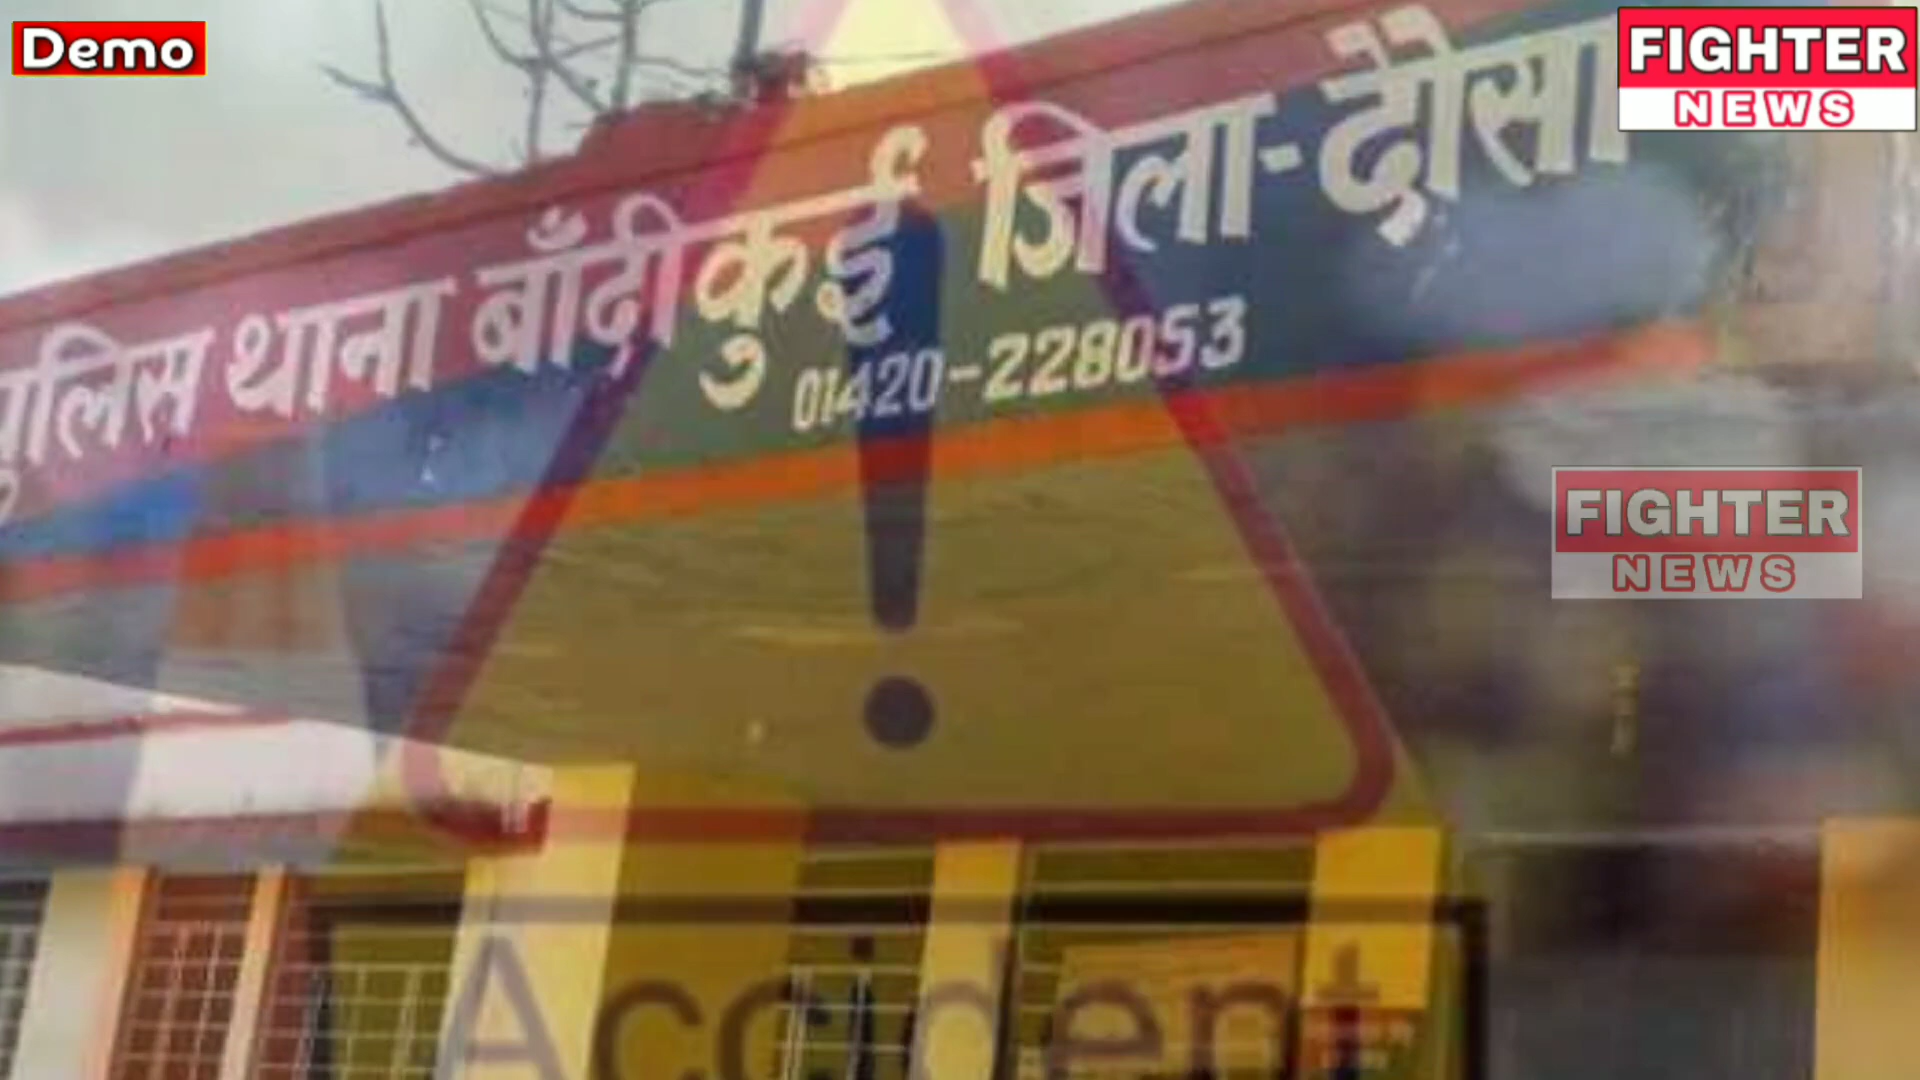 Demo
FIGHTER
NEWS
पुलिस थाना बाँदीकुई जिला-दौसा
01420-228053
FIGHTER
NEWS
Accident